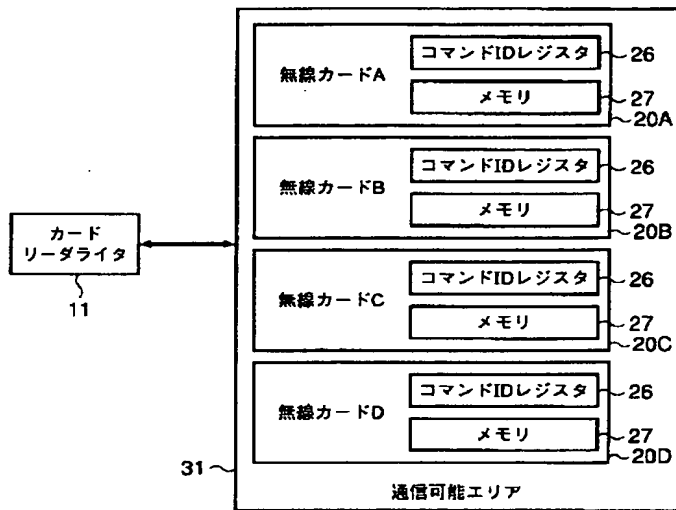 無線カードA
コマンドIDレジスタ
26
メモリ
27
20A
無線カードB
コマンドIDレジスタ
26
メモリ
27
20B
カード
リーダライタ
11
無線カードC
コマンドIDレジスタ
26
メモリ
27
20C
無線カードD
コマンドIDレジスタ
26
メモリ
27
20D
31
通信可能エリア